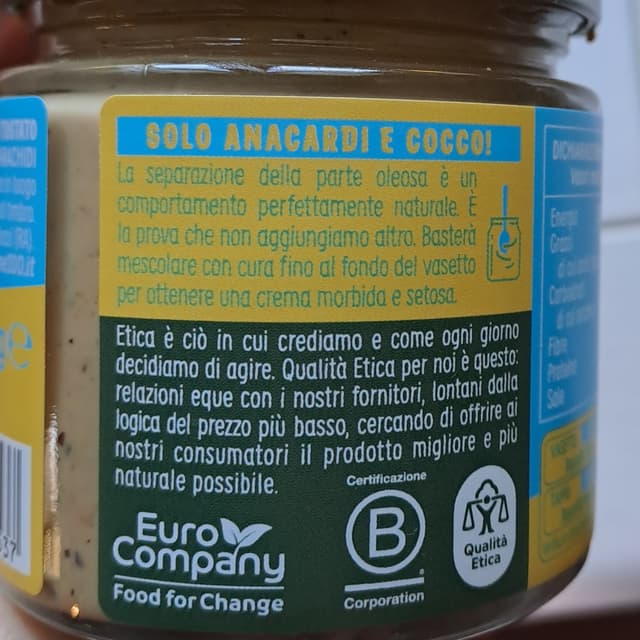 SOLO ANACARDI E COCCO!
La separazione della parte oleosa è un
comportamento perfettamente naturale. È
la prova che non aggiungiamo altro. Basterà
mescolare con cura fino al fondo del vasetto
per ottenere una crema morbida e setosa.
Etica è ciò in cui crediamo e come ogni giorno
decidiamo di agire. Qualità Etica per noi è questo:
relazioni eque con i nostri fornitori, lontani dalla
logica del prezzo più basso, cercando di offrire ai
nostri consumatori il prodotto migliore e più
naturale possibile.
Euro
Company
Food for Change
Certificazione
B
Corporation
Qualità
Etica
Energia
Grassi
Fibre
Proteine
Sale